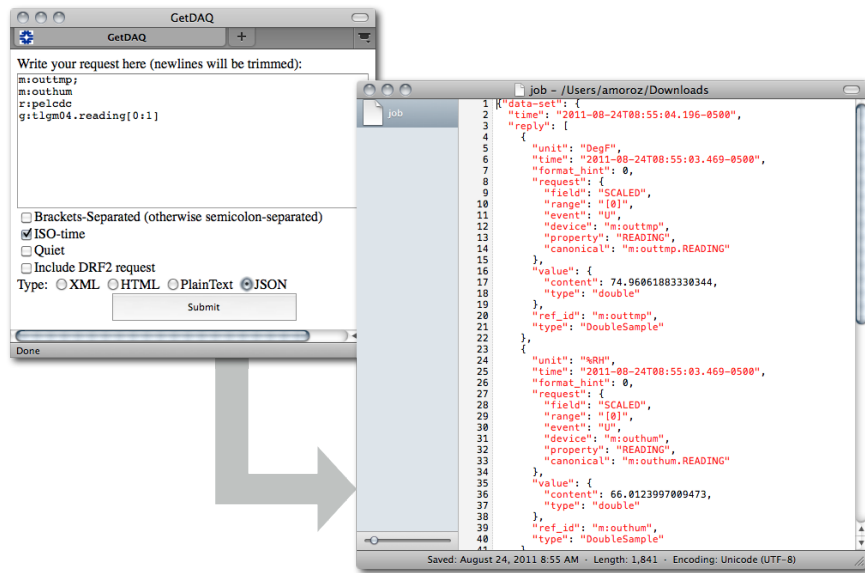 GetDAQ
GetDAQ
Write your request here (newlines will be trimmed):
m:outtmp;
m:outhum
r:pelcdc
g:tlgm04.reading[0:1]
Brackets-Separated (otherwise semicolon-separated)
ISO-time
Quiet
Include DRF2 request
Type: XML HTML PlainText JSON
Submit
Done
job - /Users/amoroz/Downloads
job
1 {"data-set": {
2 "time": "2011-08-24T08:55:04.196-0500",
3 "reply": [
4 {
5 "unit": "DegF",
6 "time": "2011-08-24T08:55:03.469-0500",
7 "format_hint": 0,
8 "request": {
9 "field": "SCALED",
10 "range": "[0]",
11 "event": "U",
12 "device": "m:outtmp",
13 "property": "READING",
14 "canonical": "m:outtmp.READING"
15 },
16 "value": {
17 "content": 74.96061883330344,
18 "type": "double"
19 },
20 "ref_id": "m:outtmp",
21 "type": "DoubleSample"
22 },
23 {
24 "unit": "%RH",
25 "time": "2011-08-24T08:55:03.469-0500",
26 "format_hint": 0,
27 "request": {
28 "field": "SCALED",
29 "range": "[0]",
30 "event": "U",
31 "device": "m:outhum",
32 "property": "READING",
33 "canonical": "m:outhum.READING"
34 },
35 "value": {
36 "content": 66.0123997009473,
37 "type": "double"
38 },
39 "ref_id": "m:outhum",
40 "type": "DoubleSample"
41 }
Saved: August 24, 2011 8:55 AM · Length: 1,841 · Encoding: Unicode (UTF-8)